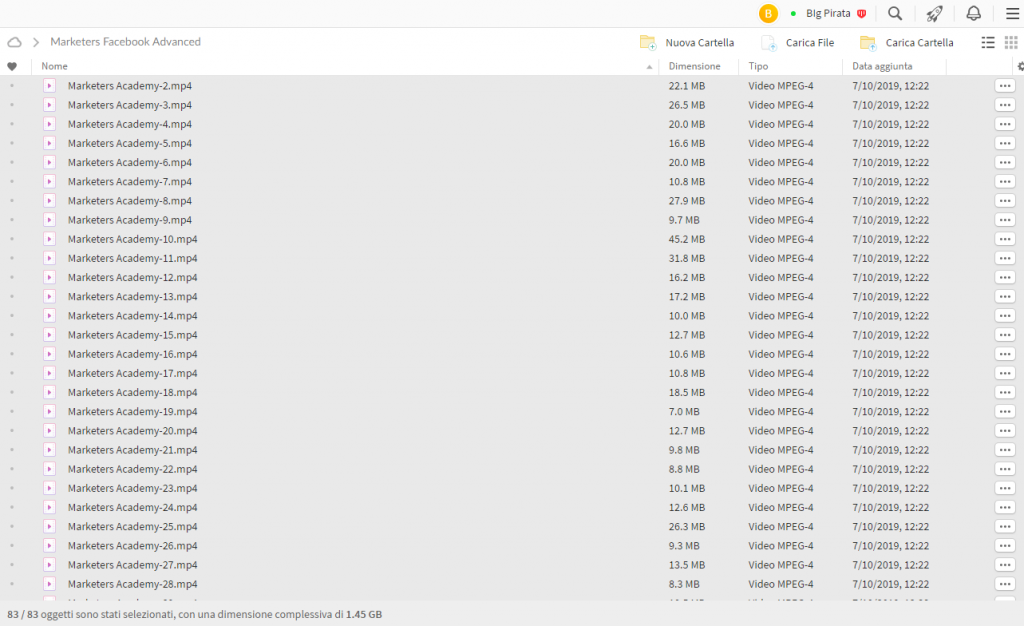 B BIg Pirata
Marketers Facebook Advanced Nuova Cartella Carica File Carica Cartella
Nome Dimensione Tipo Data aggiunta
Marketers Academy-2.mp4 22.1 MB Video MPEG-4 7/10/2019, 12:22
Marketers Academy-3.mp4 26.5 MB Video MPEG-4 7/10/2019, 12:22
Marketers Academy-4.mp4 20.0 MB Video MPEG-4 7/10/2019, 12:22
Marketers Academy-5.mp4 16.6 MB Video MPEG-4 7/10/2019, 12:22
Marketers Academy-6.mp4 20.0 MB Video MPEG-4 7/10/2019, 12:22
Marketers Academy-7.mp4 10.8 MB Video MPEG-4 7/10/2019, 12:22
Marketers Academy-8.mp4 27.9 MB Video MPEG-4 7/10/2019, 12:22
Marketers Academy-9.mp4 9.7 MB Video MPEG-4 7/10/2019, 12:22
Marketers Academy-10.mp4 45.2 MB Video MPEG-4 7/10/2019, 12:22
Marketers Academy-11.mp4 31.8 MB Video MPEG-4 7/10/2019, 12:22
Marketers Academy-12.mp4 16.2 MB Video MPEG-4 7/10/2019, 12:22
Marketers Academy-13.mp4 17.2 MB Video MPEG-4 7/10/2019, 12:22
Marketers Academy-14.mp4 10.0 MB Video MPEG-4 7/10/2019, 12:22
Marketers Academy-15.mp4 12.7 MB Video MPEG-4 7/10/2019, 12:22
Marketers Academy-16.mp4 10.6 MB Video MPEG-4 7/10/2019, 12:22
Marketers Academy-17.mp4 10.8 MB Video MPEG-4 7/10/2019, 12:22
Marketers Academy-18.mp4 18.5 MB Video MPEG-4 7/10/2019, 12:22
Marketers Academy-19.mp4 7.0 MB Video MPEG-4 7/10/2019, 12:22
Marketers Academy-20.mp4 12.7 MB Video MPEG-4 7/10/2019, 12:22
Marketers Academy-21.mp4 9.8 MB Video MPEG-4 7/10/2019, 12:22
Marketers Academy-22.mp4 8.8 MB Video MPEG-4 7/10/2019, 12:22
Marketers Academy-23.mp4 10.1 MB Video MPEG-4 7/10/2019, 12:22
Marketers Academy-24.mp4 12.6 MB Video MPEG-4 7/10/2019, 12:22
Marketers Academy-25.mp4 26.3 MB Video MPEG-4 7/10/2019, 12:22
Marketers Academy-26.mp4 9.3 MB Video MPEG-4 7/10/2019, 12:22
Marketers Academy-27.mp4 13.5 MB Video MPEG-4 7/10/2019, 12:22
Marketers Academy-28.mp4 8.3 MB Video MPEG-4 7/10/2019, 12:22
83 / 83 oggetti sono stati selezionati, con una dimensione complessiva di 1.45 GB